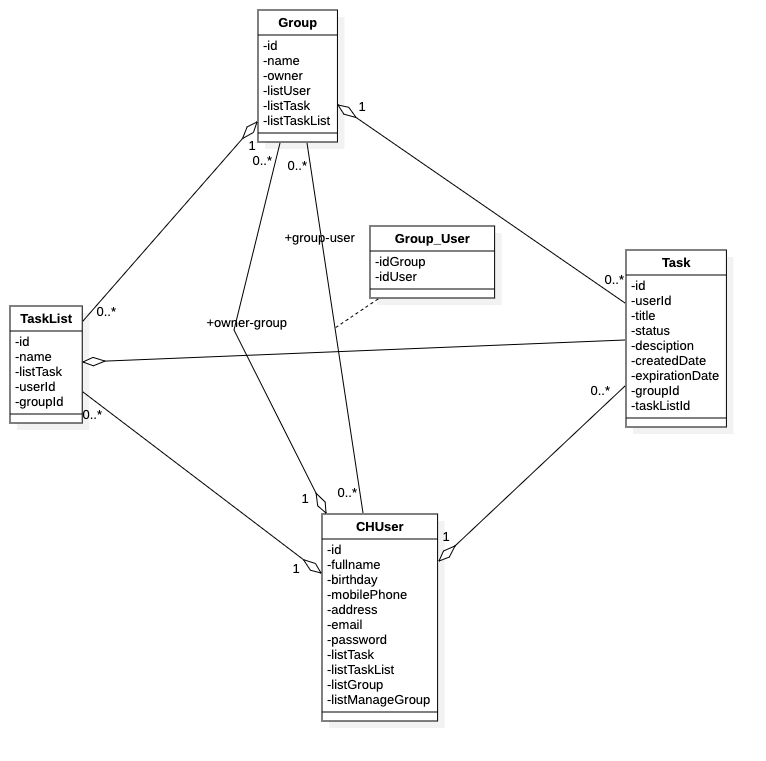 Group
-id
-name
-owner
-listUser
-listTask
-listTaskList
1
1
0..*
0..*
+group-user
Group_User
-idGroup
-idUser
Task
-id
-userId
-title
-status
-desciption
-createdDate
-expirationDate
-groupId
-taskListId
0..*
0..*
TaskList
-id
-name
-listTask
-userId
-groupId
0..*
0..*
+owner-group
1
0..*
1
1
CHUser
-id
-fullname
-birthday
-mobilePhone
-address
-email
-password
-listTask
-listTaskList
-listGroup
-listManageGroup